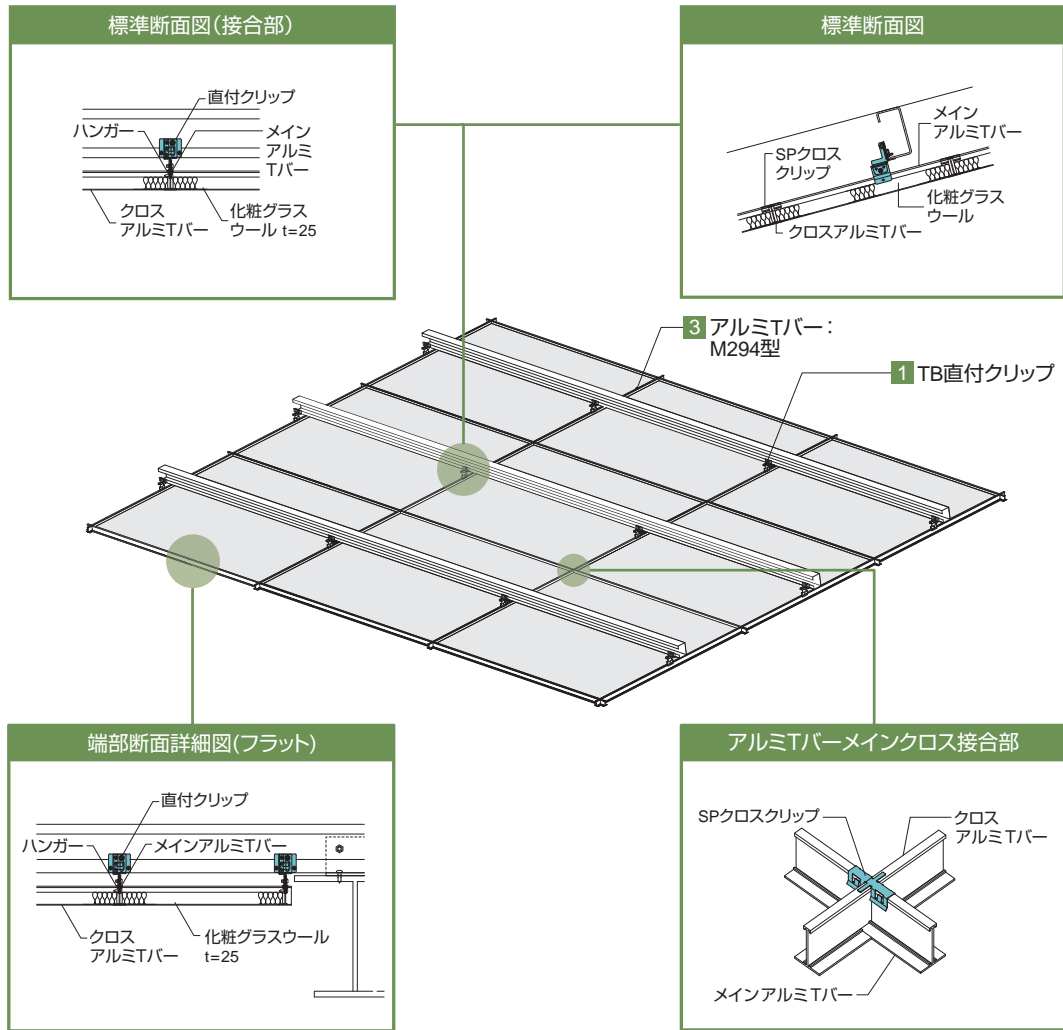 標準断面図(接合部)
直付クリップ
ハンガー
メイン
アルミ
Tバー
クロス
アルミTバー
化粧グラス
ウール t=25
標準断面図
メイン
アルミTバー
SPクロス
クリップ
化粧グラス
ウール
クロスアルミTバー
3 アルミTバー:
M294型
1 TB直付クリップ
端部断面詳細図(フラット)
直付クリップ
ハンガー
メインアルミTバー
クロス
アルミTバー
化粧グラスウール
t=25
アルミTバーメインクロス接合部
SPクロスクリップ
クロス
アルミTバー
メインアルミTバー